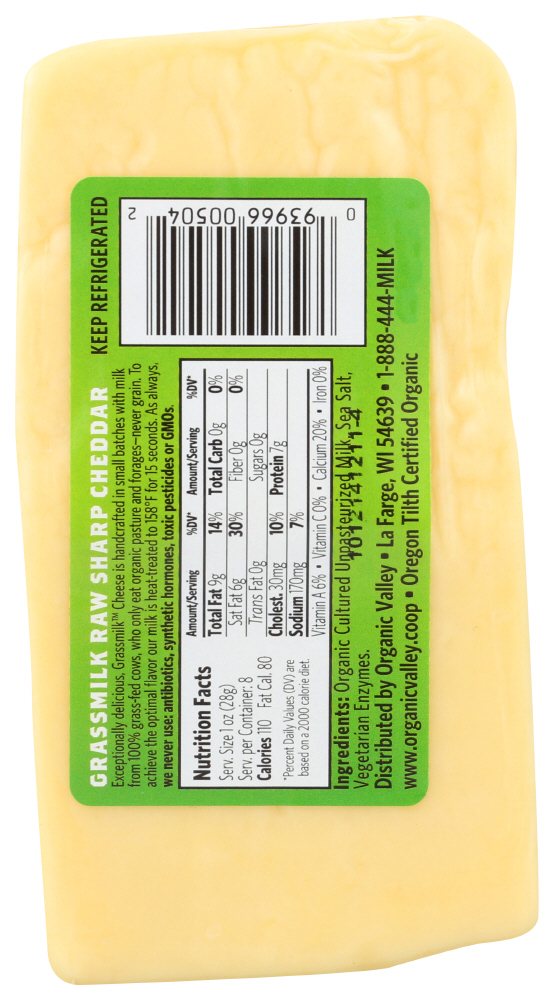 GRASSMILK RAW SHARP CHEDDAR
KEEP REFRIGERATED
Exceptionally delicious, Grassmilk™ Cheese is handcrafted in small batches with milk
from 100% grass-fed cows, who only eat organic pasture and forages–never grain. To
achieve the optimal flavor our milk is heat-treated to 158°F for 15 seconds. As always,
we never use: antibiotics, synthetic hormones, toxic pesticides or GMOs.
Nutrition Facts
Serv. Size 1 oz (28g)
Serv. per Container: 8
Calories 110 Fat Cal. 80
*Percent Daily Values (DV) are
based on a 2000 calorie diet.
Amount/Serving %DV* Amount/Serving %DV*
Total Fat 9g 14% Total Carb 0g 0%
Sat Fat 6g 30% Fiber 0g 0%
Trans Fat 0g Sugars 0g
Cholest. 30mg 10% Protein 7g
Sodium 170mg 7%
Vitamin A 6% • Vitamin C 0% • Calcium 20% • Iron 0%
0 93966 00504 2
Ingredients: Organic Cultured Unpasteurized Milk, Sea Salt,
Vegetarian Enzymes.
Distributed by Organic Valley • La Farge, WI 54639 • 1-888-444-MILK
www.organicvalley.coop • Oregon Tilth Certified Organic